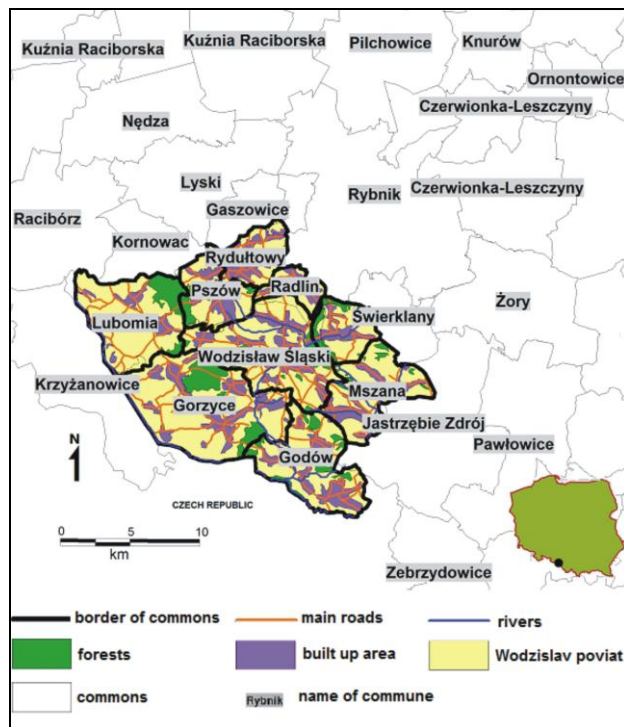 Kuźnia Raciborska
Kuźnia Raciborska
Pilchowice
Knurów
Ornontowice
Czerwionka-Leszczyny
Nędza
Lyski
Rybnik
Czerwionka-Leszczyny
Gaszowice
Racibórz
Kornowac
Rydułtowy
Pszów
Radlin
Żory
Lubomia
Świerklany
Wodzisław Śląski
Krzyżanowice
Mszana
Gorzyce
Jastrzębie Zdrój
Pawłowice
N
Godów
CZECH REPUBLIC
0 5 10
km
Zebrzydowice
border of commons main roads rivers
forests built up area Wodzislav poviat
commons Rybnik name of commune